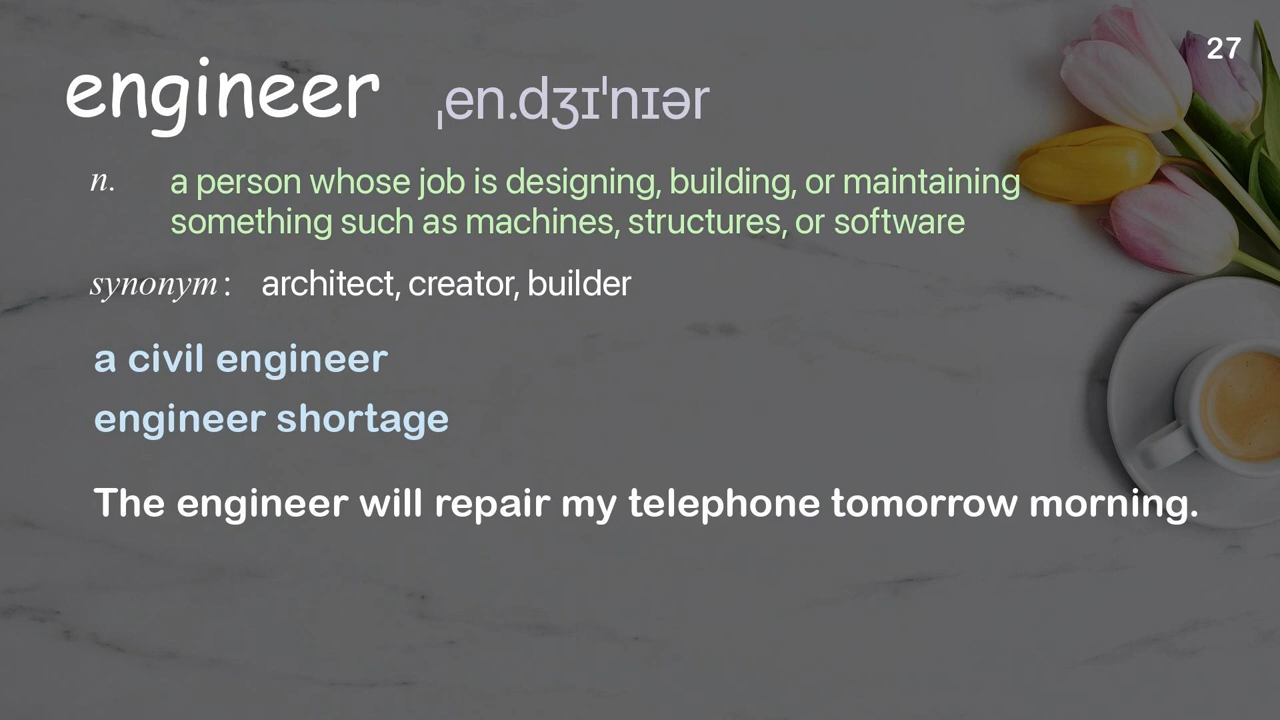 27
engineer ˌen.dʒɪˈnɪər
n. a person whose job is designing, building, or maintaining
something such as machines, structures, or software
synonym: architect, creator, builder
a civil engineer
engineer shortage
The engineer will repair my telephone tomorrow morning.